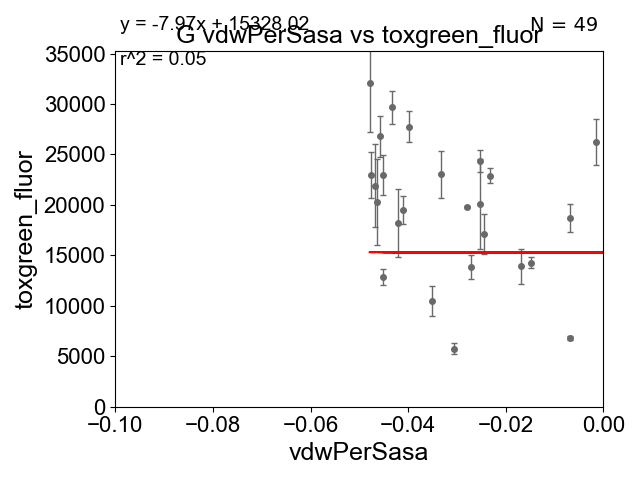 y = -7.97x + 15328.02
N = 49
G vdwPerSasa vs toxgreen_fluor
r^2 = 0.05
35000
30000
25000
20000
15000
10000
5000
0
toxgreen_fluor
−0.10 −0.08 −0.06 −0.04 −0.02 0.00
vdwPerSasa